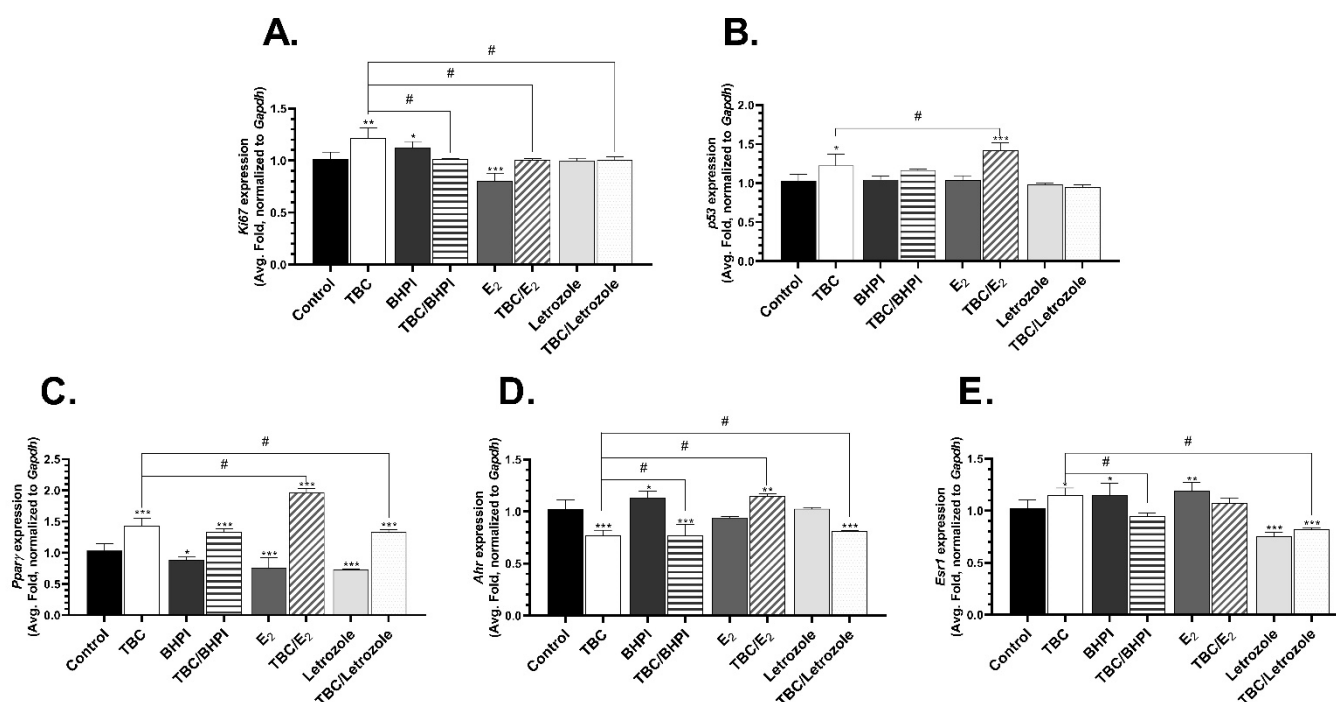 A.
Ki67 expression
(Avg. Fold, normalized to Gapdh)
1.5
1.0
0.5
0.0
#
#
#
**
*
***
Control
TBC
BHPI
TBC/BHPI
E₂
TBC/E₂
Letrozole
TBC/Letrozole
B.
p53 expression
(Avg. Fold, normalized to Gapdh)
2.0
1.5
1.0
0.5
0.0
#
*
***
Control
TBC
BHPI
TBC/BHPI
E₂
TBC/E₂
Letrozole
TBC/Letrozole
C.
Pparγ expression
(Avg. Fold, normalized to Gapdh)
2.5
2.0
1.5
1.0
0.5
0.0
#
#
***
*
***
***
***
***
***
Control
TBC
BHPI
TBC/BHPI
E₂
TBC/E₂
Letrozole
TBC/Letrozole
D.
Ahr expression
(Avg. Fold, normalized to Gapdh)
1.5
1.0
0.5
0.0
#
#
#
***
*
***
**
***
Control
TBC
BHPI
TBC/BHPI
E₂
TBC/E₂
Letrozole
TBC/Letrozole
E.
Esr1 expression
(Avg. Fold, normalized to Gapdh)
1.5
1.0
0.5
0.0
#
#
*
*
**
***
***
Control
TBC
BHPI
TBC/BHPI
E₂
TBC/E₂
Letrozole
TBC/Letrozole